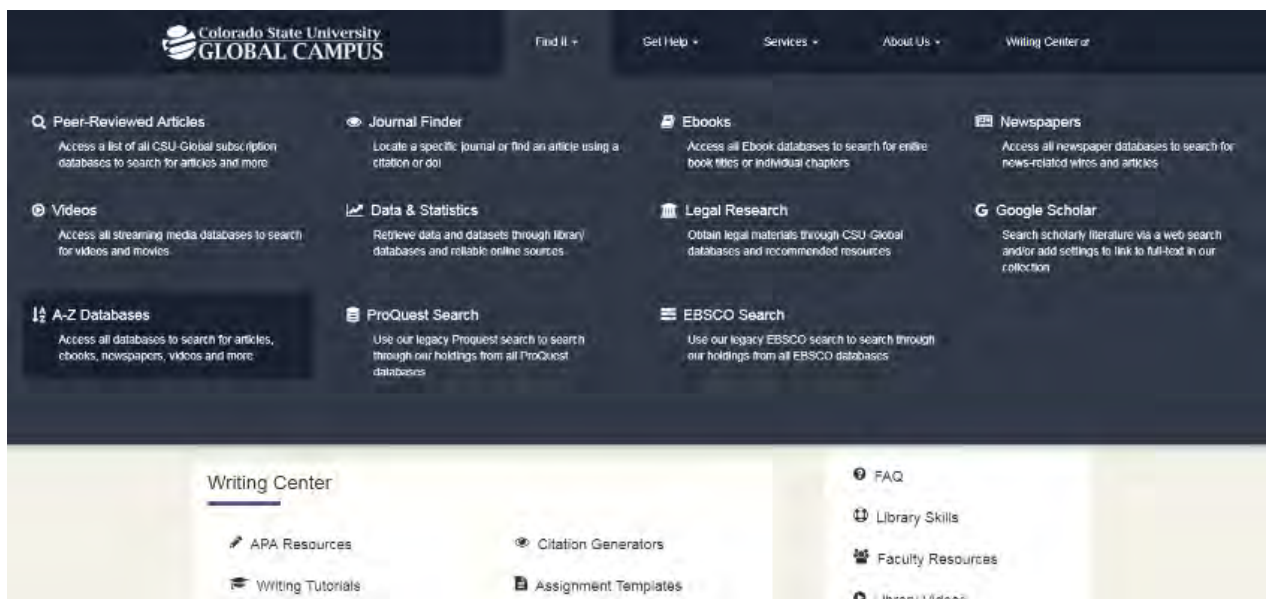 Colorado State University
GLOBAL CAMPUS
Find It
Get Help
Services
About Us
Writing Center
Peer-Reviewed Articles
Access a list of all CSU-Global subscription
databases to search for articles and more
Journal Finder
Locate a specific journal or find an article using a
citation or doi
Ebooks
Access all Ebook databases to search for entire
book titles or individual chapters
Newspapers
Access all newspaper databases to search for
news-related wires and articles
Videos
Access all streaming media databases to search
for videos and movies
Data & Statistics
Retrieve data and datasets through library
databases and reliable online sources
Legal Research
Obtain legal materials through CSU-Global
databases and recommended resources
Google Scholar
Search scholarly literature via a web search
and/or add settings to link to full-text in our
collection
A-Z Databases
Access all databases to search for articles,
ebooks, newspapers, videos and more
ProQuest Search
Use our legacy Proquest search to search
through our holdings from all ProQuest
databases
EBSCO Search
Use our legacy EBSCO search to search through
our holdings from all EBSCO databases
Writing Center
APA Resources
Citation Generators
Writing Tutorials
Assignment Templates
FAQ
Library Skills
Faculty Resources
Library Videos